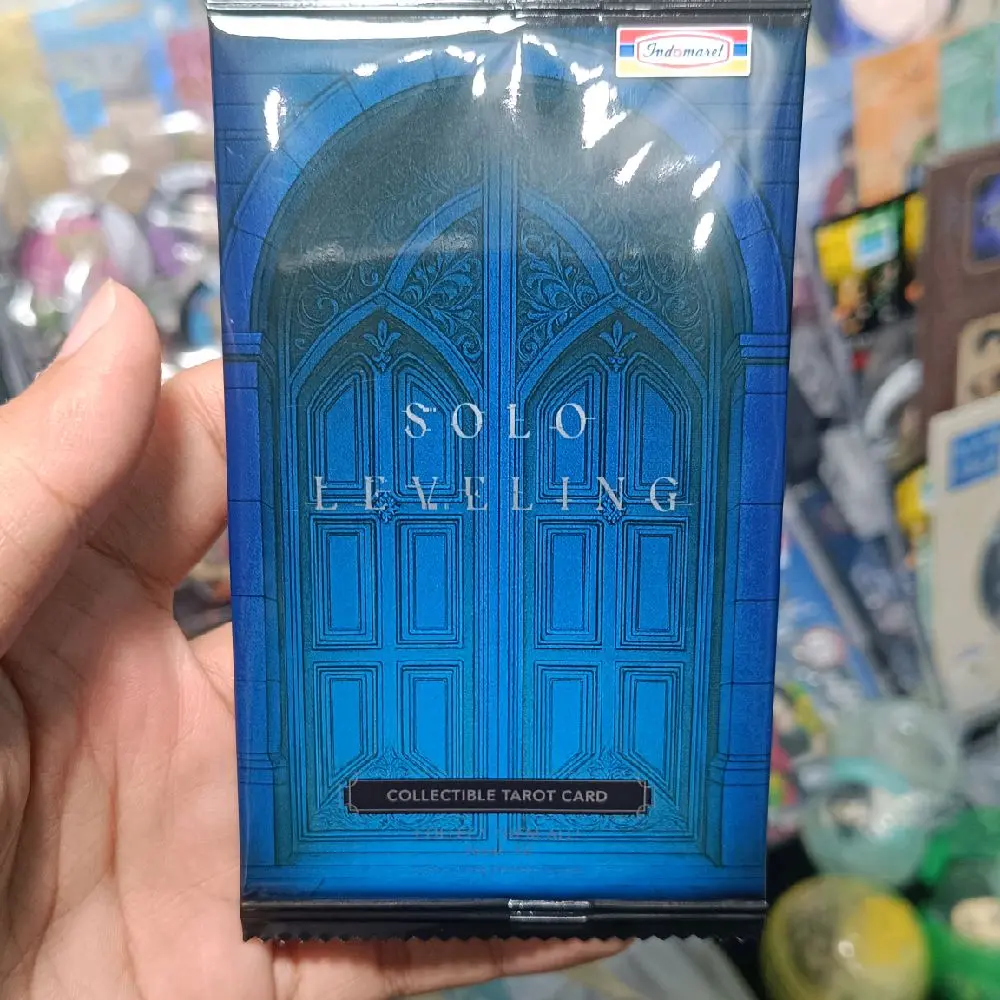 Indomaret
SOLO
LEVELING
COLLECTIBLE TAROT CARD